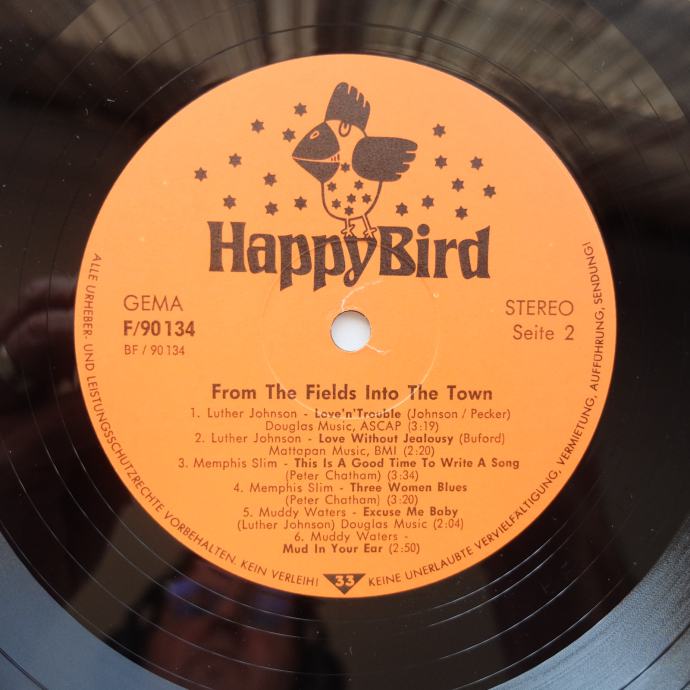 HappyBird
GEMA
F/90134
BF / 90134
STEREO
Seite 2
From The Fields Into The Town
1. Luther Johnson - Love'n'Trouble (Johnson / Pecker)
Douglas Music, ASCAP (3:19)
2. Luther Johnson - Love Without Jealousy (Buford)
Mattapan Music, BMI (2:20)
3. Memphis Slim - This Is A Good Time To Write A Song
(Peter Chatham) (3:34)
4. Memphis Slim - Three Women Blues
(Peter Chatham) (3:20)
5. Muddy Waters - Excuse Me Baby
(Luther Johnson) Douglas Music (2:04)
6. Muddy Waters -
Mud In Your Ear (2:50)
ALLE URHEBER- UND LEISTUNGSSCHUTZRECHTE VORBEHALTEN. KEIN VERLEIH! 33 KEINE UNERLAUBTE VERVIELFÄLTIGUNG, VERMIETUNG, AUFFÜHRUNG, SENDUNG!